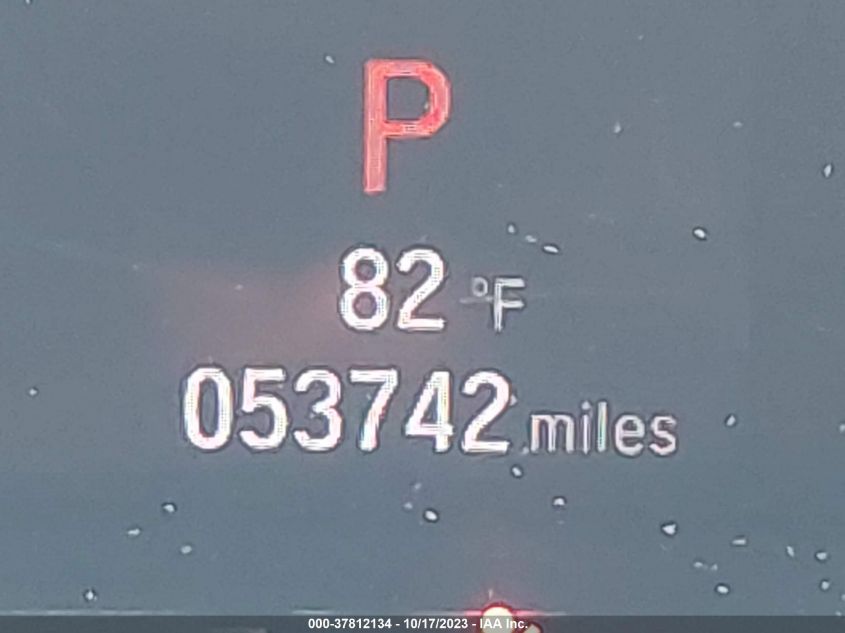 P
82 °F
053742 miles
000-37812134 - 10/17/2023 - IAA Inc.